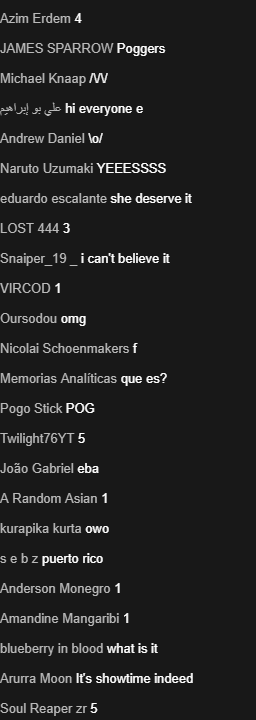 Azim Erdem 4
JAMES SPARROW Poggers
Michael Knaap /\/\/
علي بو إبراهيم hi everyone e
Andrew Daniel \o/
Naruto Uzumaki YEEESSSS
eduardo escalante she deserve it
LOST 444 3
Snaiper_19 _ i can't believe it
VIRCOD 1
Oursodou omg
Nicolai Schoenmakers f
Memorias Analíticas que es?
Pogo Stick POG
Twilight76YT 5
João Gabriel eba
A Random Asian 1
kurapika kurta owo
s e b z puerto rico
Anderson Monegro 1
Amandine Mangaribi 1
blueberry in blood what is it
Arurra Moon It's showtime indeed
Soul Reaper zr 5